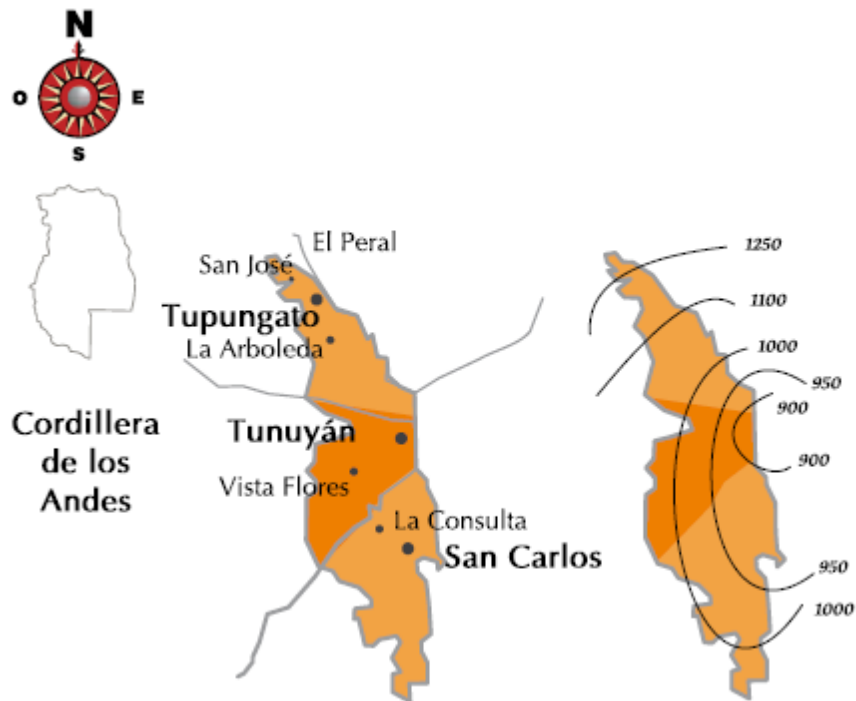 N
O
E
S
El Peral
San José
Tupungato
La Arboleda
Cordillera
de los
Andes
Tunuyán
Vista Flores
La Consulta
San Carlos
1250
1100
1000
950
900
900
950
1000